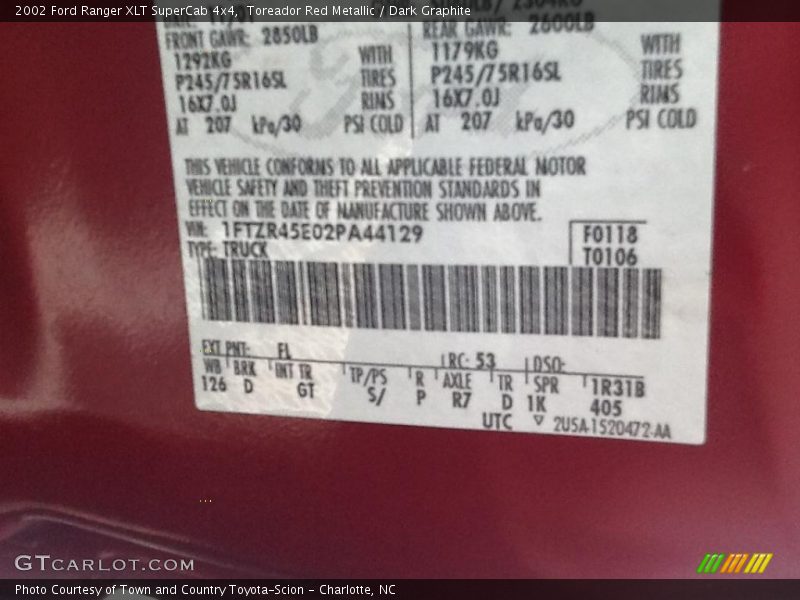 2002 Ford Ranger XLT SuperCab 4x4, Toreador Red Metallic / Dark Graphite
FRONT GAWR: 2850LB
1292KG WITH
P245/75R16SL TIRES
16X7.0J RIMS
AT 207 kPa/30 PSI COLD
REAR GAWR: 2600LB
1179KG WITH
P245/75R16SL TIRES
16X7.0J RIMS
AT 207 kPa/30 PSI COLD
THIS VEHICLE CONFORMS TO ALL APPLICABLE FEDERAL MOTOR
VEHICLE SAFETY AND THEFT PREVENTION STANDARDS IN
EFFECT ON THE DATE OF MANUFACTURE SHOWN ABOVE.
VIN: 1FTZR45E02PA44129
TYPE: TRUCK
F0118
T0106
EXT PNT: FL RC: 53 DSO:
WB BRK INT TR TP/PS R AXLE TR SPR 1R31B
126 D GT S/ P R7 D 1K 405
UTC ▽ 2U5A-1520472-AA
GTCARLOT.COM
Photo Courtesy of Town and Country Toyota-Scion - Charlotte, NC